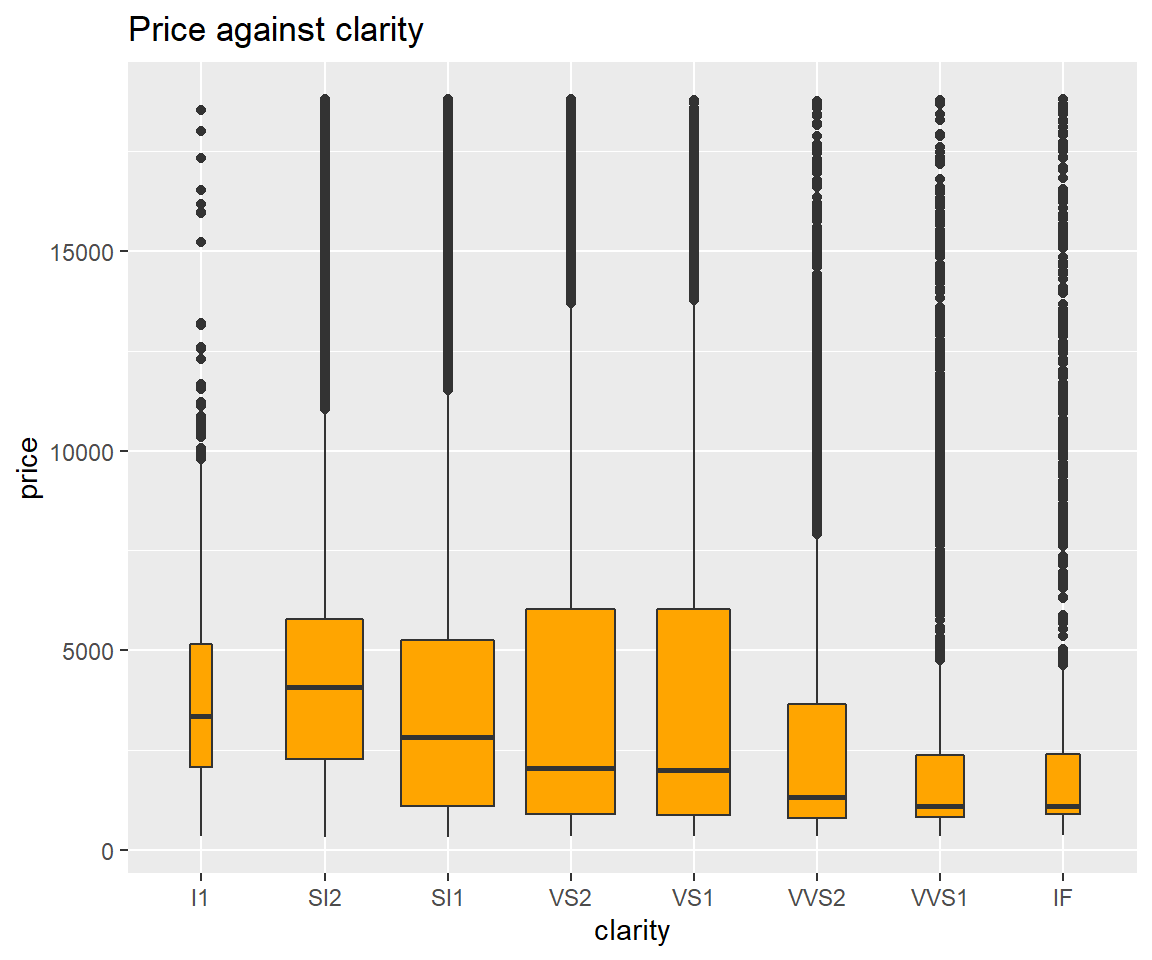 Price against clarity
price
15000
10000
5000
0
I1 SI2 SI1 VS2 VS1 VVS2 VVS1 IF
clarity